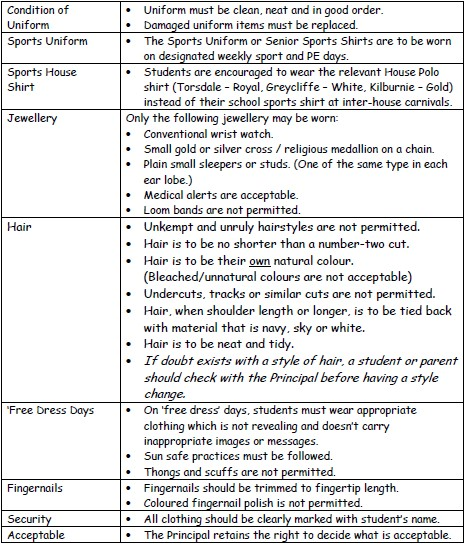 Condition of Uniform
• Uniform must be clean, neat and in good order.
• Damaged uniform items must be replaced.
Sports Uniform
• The Sports Uniform or Senior Sports Shirts are to be worn
on designated weekly sport and PE days.
Sports House
Shirt
• Students are encouraged to wear the relevant House Polo
shirt (Torsdale – Royal, Greycliffe – White, Kilburnie – Gold)
instead of their school sports shirt at inter-house carnivals.
Jewellery
Only the following jewellery may be worn:
• Conventional wrist watch.
• Small gold or silver cross / religious medallion on a chain.
• Plain small sleepers or studs. (One of the same type in each
ear lobe.)
• Medical alerts are acceptable.
• Loom bands are not permitted.
Hair
• Unkempt and unruly hairstyles are not permitted.
• Hair is to be no shorter than a number-two cut.
• Hair is to be their own natural colour.
(Bleached/unnatural colours are not acceptable)
• Undercuts, tracks or similar cuts are not permitted.
• Hair, when shoulder length or longer, is to be tied back
with material that is navy, sky or white.
• Hair is to be neat and tidy.
• If doubt exists with a style of hair, a student or parent
should check with the Principal before having a style
change.
'Free Dress Days
• On 'free dress' days, students must wear appropriate
clothing which is not revealing and doesn't carry
inappropriate images or messages.
• Sun safe practices must be followed.
• Thongs and scuffs are not permitted.
Fingernails
• Fingernails should be trimmed to fingertip length.
• Coloured fingernail polish is not permitted.
Security
• All clothing should be clearly marked with student's name.
Acceptable
• The Principal retains the right to decide what is acceptable.